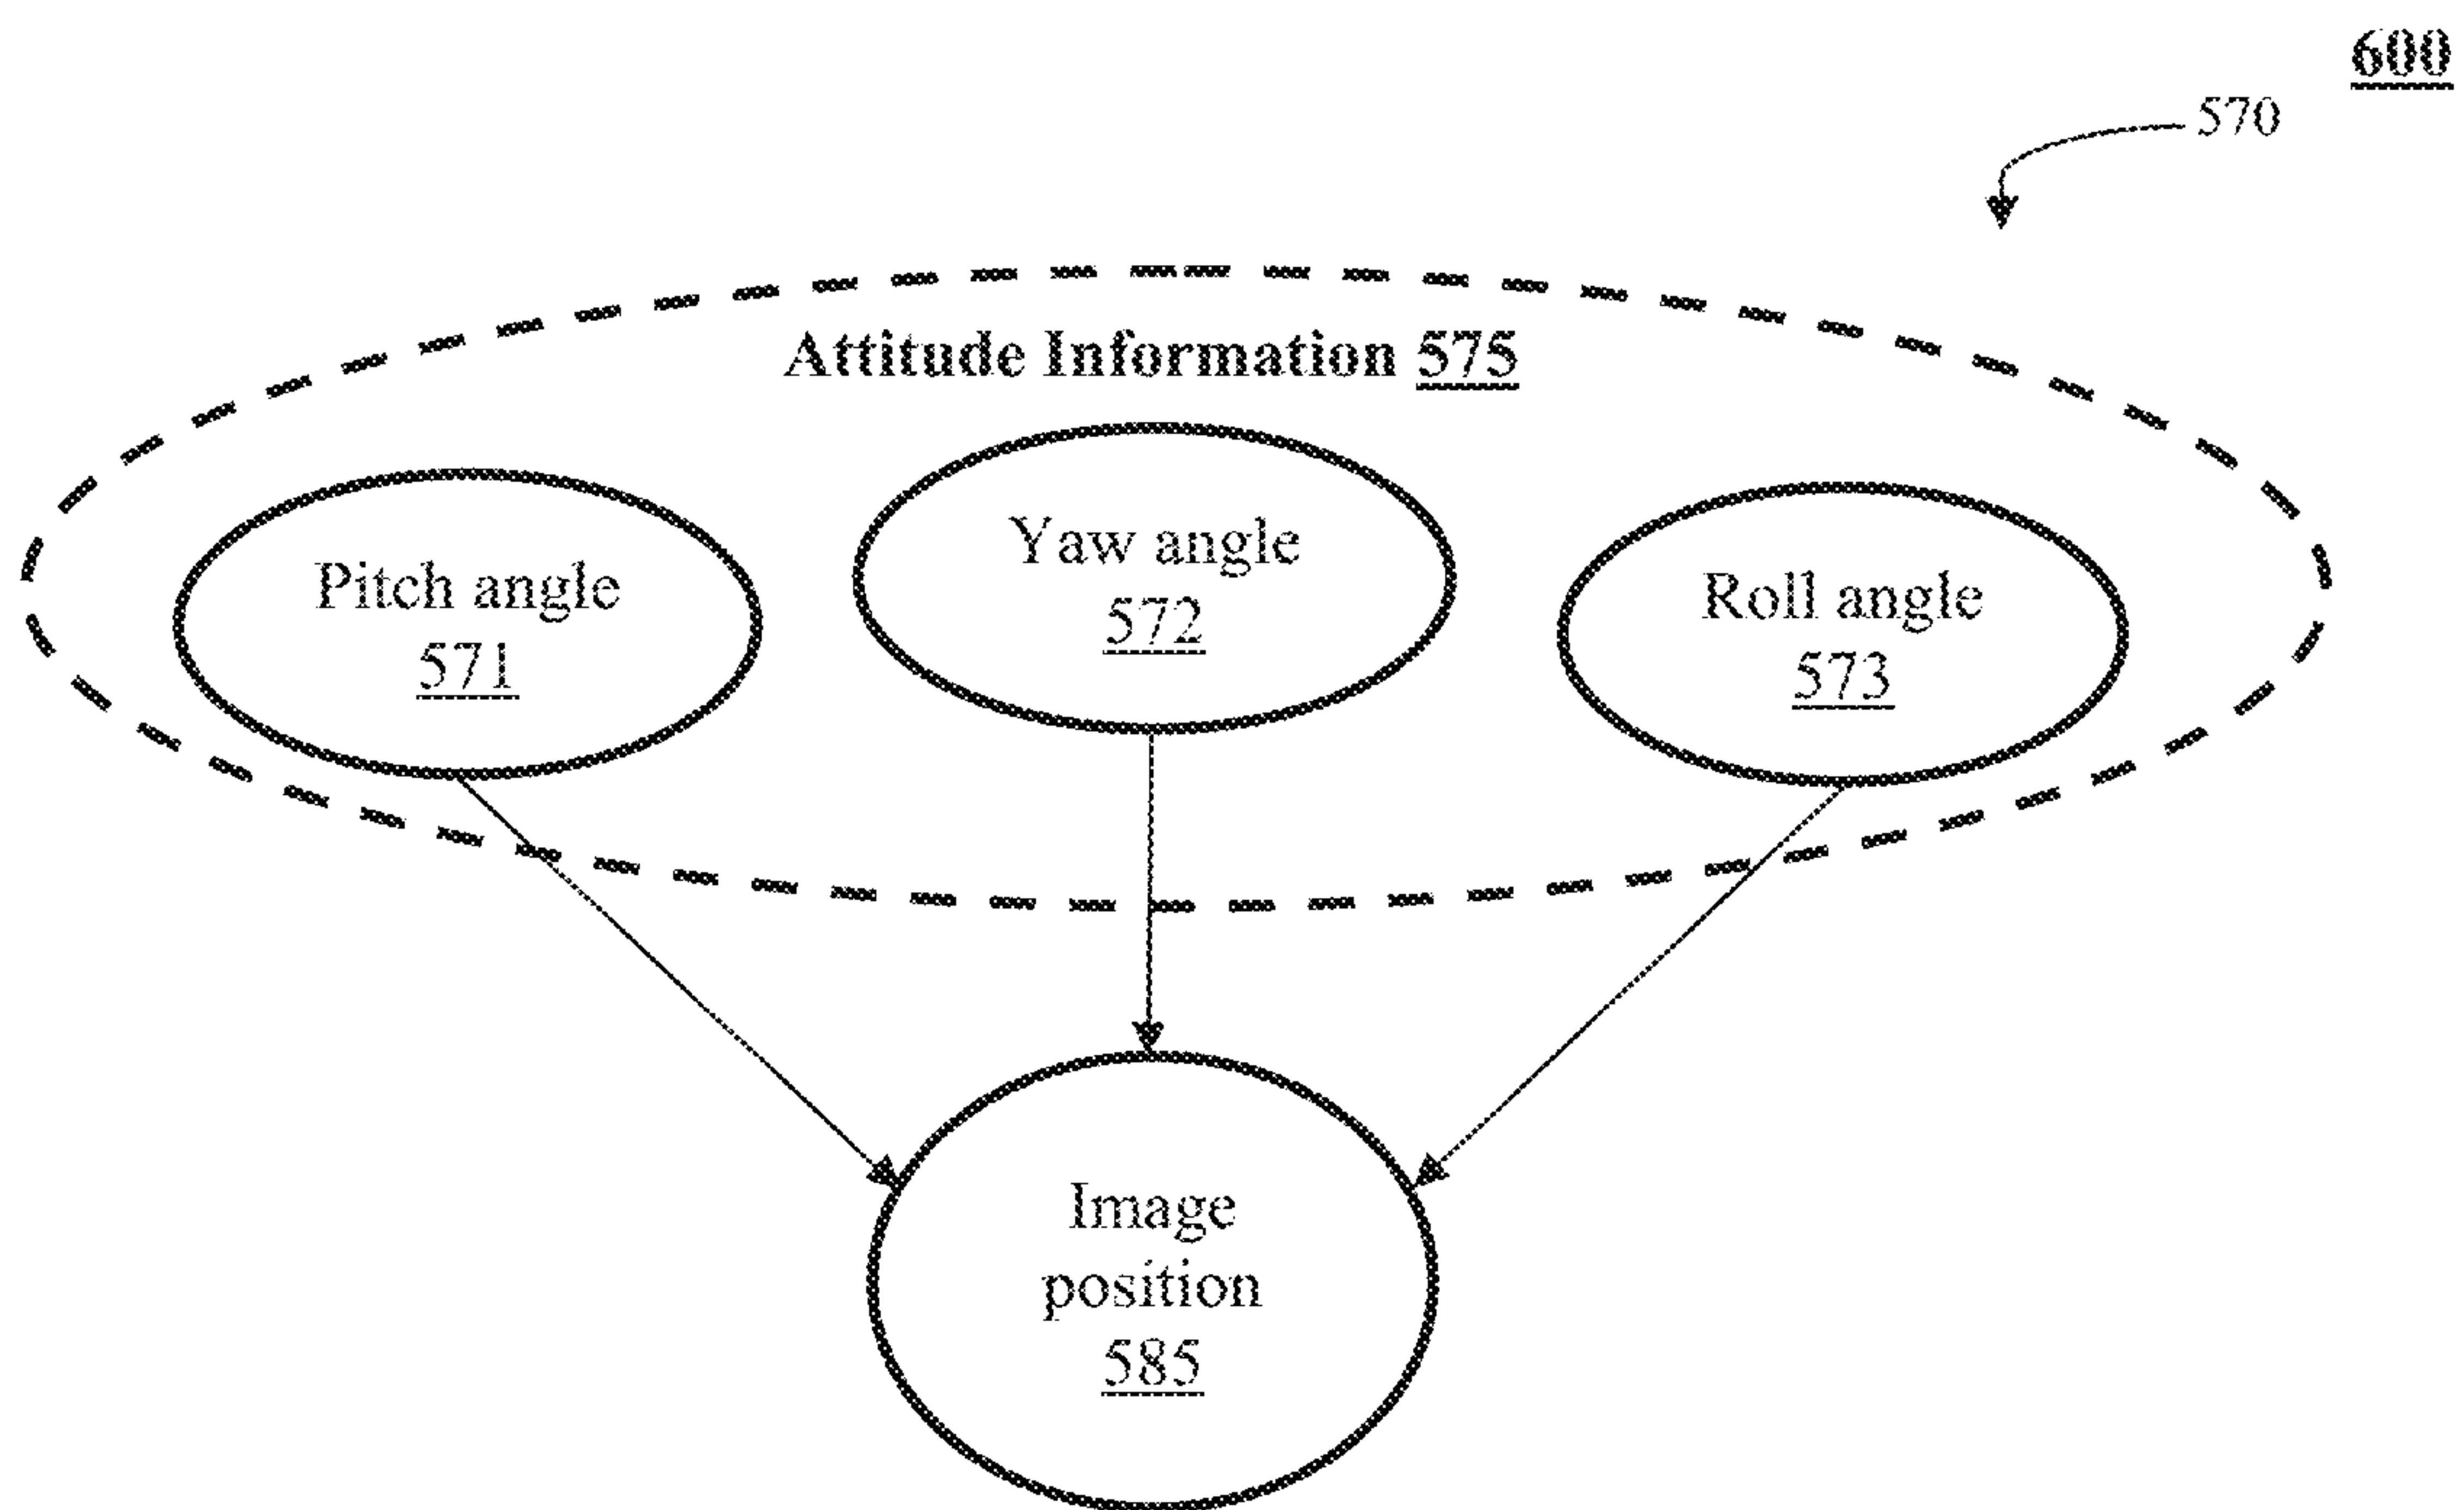 600
570
Attitude Information 575
Pitch angle
571
Yaw angle
572
Roll angle
573
Image
position
585